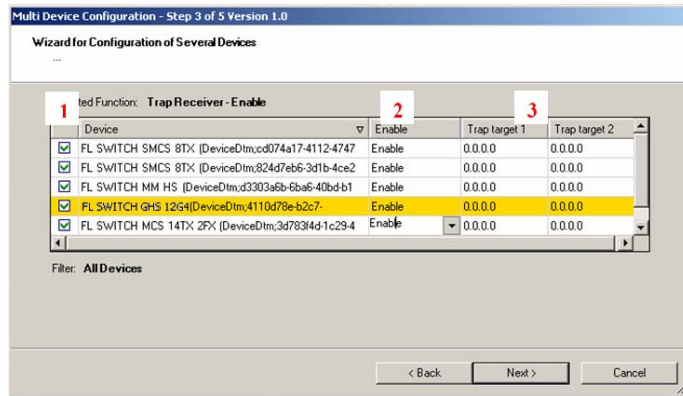 Multi Device Configuration - Step 3 of 5 Version 1.0
Wizard for Configuration of Several Devices
...
1 ted Function: Trap Receiver - Enable 2 3
Device Enable Trap target 1 Trap target 2
FL SWITCH SMCS 8TX (DeviceDtm;cd074a17-4112-4747 Enable 0.0.0.0 0.0.0.0
FL SWITCH SMCS 8TX (DeviceDtm;824d7eb6-3d1b-4ce2 Enable 0.0.0.0 0.0.0.0
FL SWITCH MM HS (DeviceDtm;d3303a6b-6ba6-40bd-b1 Enable 0.0.0.0 0.0.0.0
FL SWITCH GHS 12G4(DeviceDtm;4110d78e-b2c7- Enable 0.0.0.0 0.0.0.0
FL SWITCH MCS 14TX 2FX (DeviceDtm;3d783f4d-1c29-4 Enable 0.0.0.0 0.0.0.0
Filter: All Devices
< Back Next > Cancel